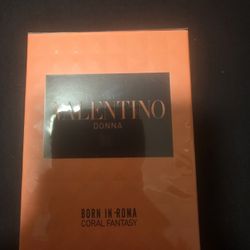 VALENTINO
DONNA
BORN IN ROMA
CORAL FANTASY